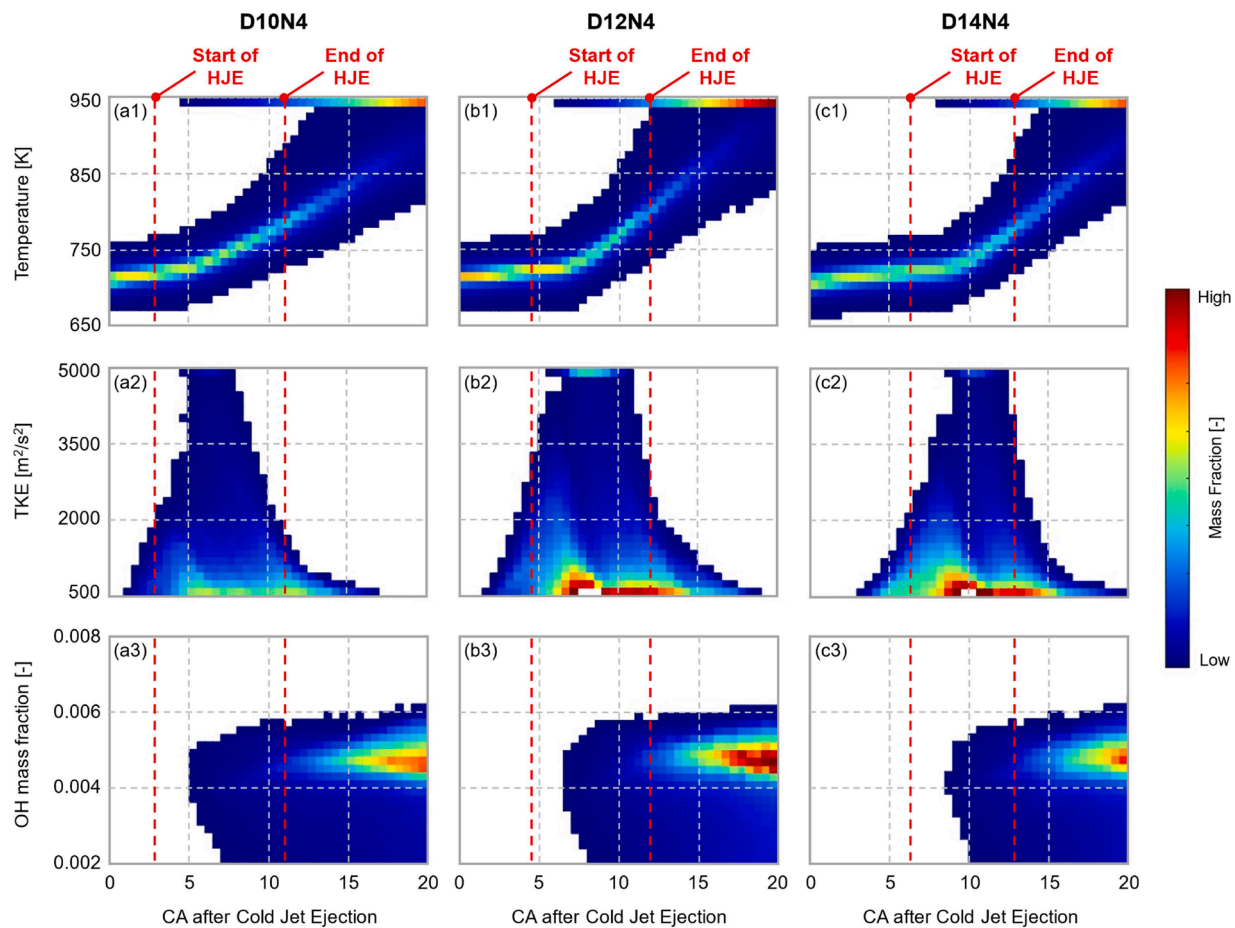 D10N4 D12N4 D14N4
Start of HJE End of HJE Start of HJE End of HJE Start of HJE End of HJE
Temperature [K]
950
850
750
650
(a1) (b1) (c1)
TKE [m²/s²]
5000
3500
2000
500
(a2) (b2) (c2)
OH mass fraction [-]
0.008
0.006
0.004
0.002
(a3) (b3) (c3)
0 5 10 15 20 0 5 10 15 20 0 5 10 15 20
CA after Cold Jet Ejection CA after Cold Jet Ejection CA after Cold Jet Ejection
High
Mass Fraction [-]
Low